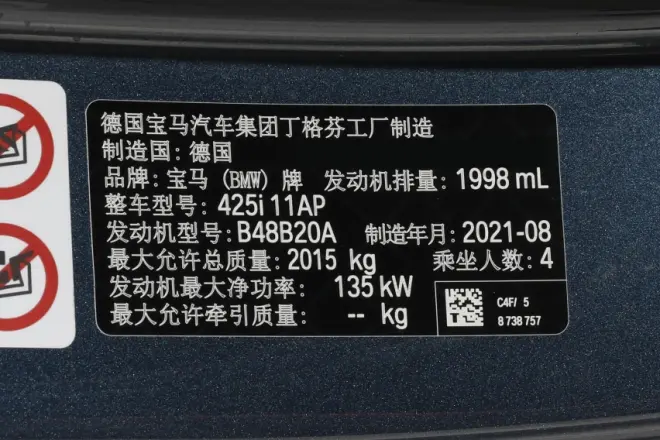 德国宝马汽车集团丁格芬工厂制造
制造国：德国
品牌：宝马 (BMW) 牌 发动机排量：1998 mL
整车型号：425i 11AP
发动机型号：B48B20A 制造年月：2021-08
最大允许总质量：2015 kg 乘坐人数：4
发动机最大净功率： 135 kW
最大允许牵引质量： -- kg
C4F/ 5
8 738 757